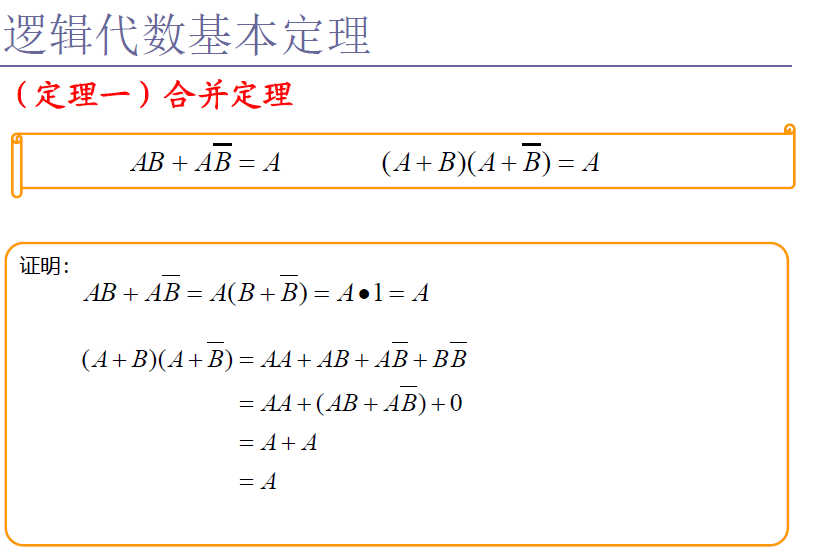 逻辑代数基本定理
（定理一）合并定理
AB + AB̅ = A (A + B)(A + B̅) = A
证明：
AB + AB̅ = A(B + B̅) = A•1 = A
(A + B)(A + B̅) = AA + AB + AB̅ + BB̅
= AA + (AB + AB̅) + 0
= A + A
= A